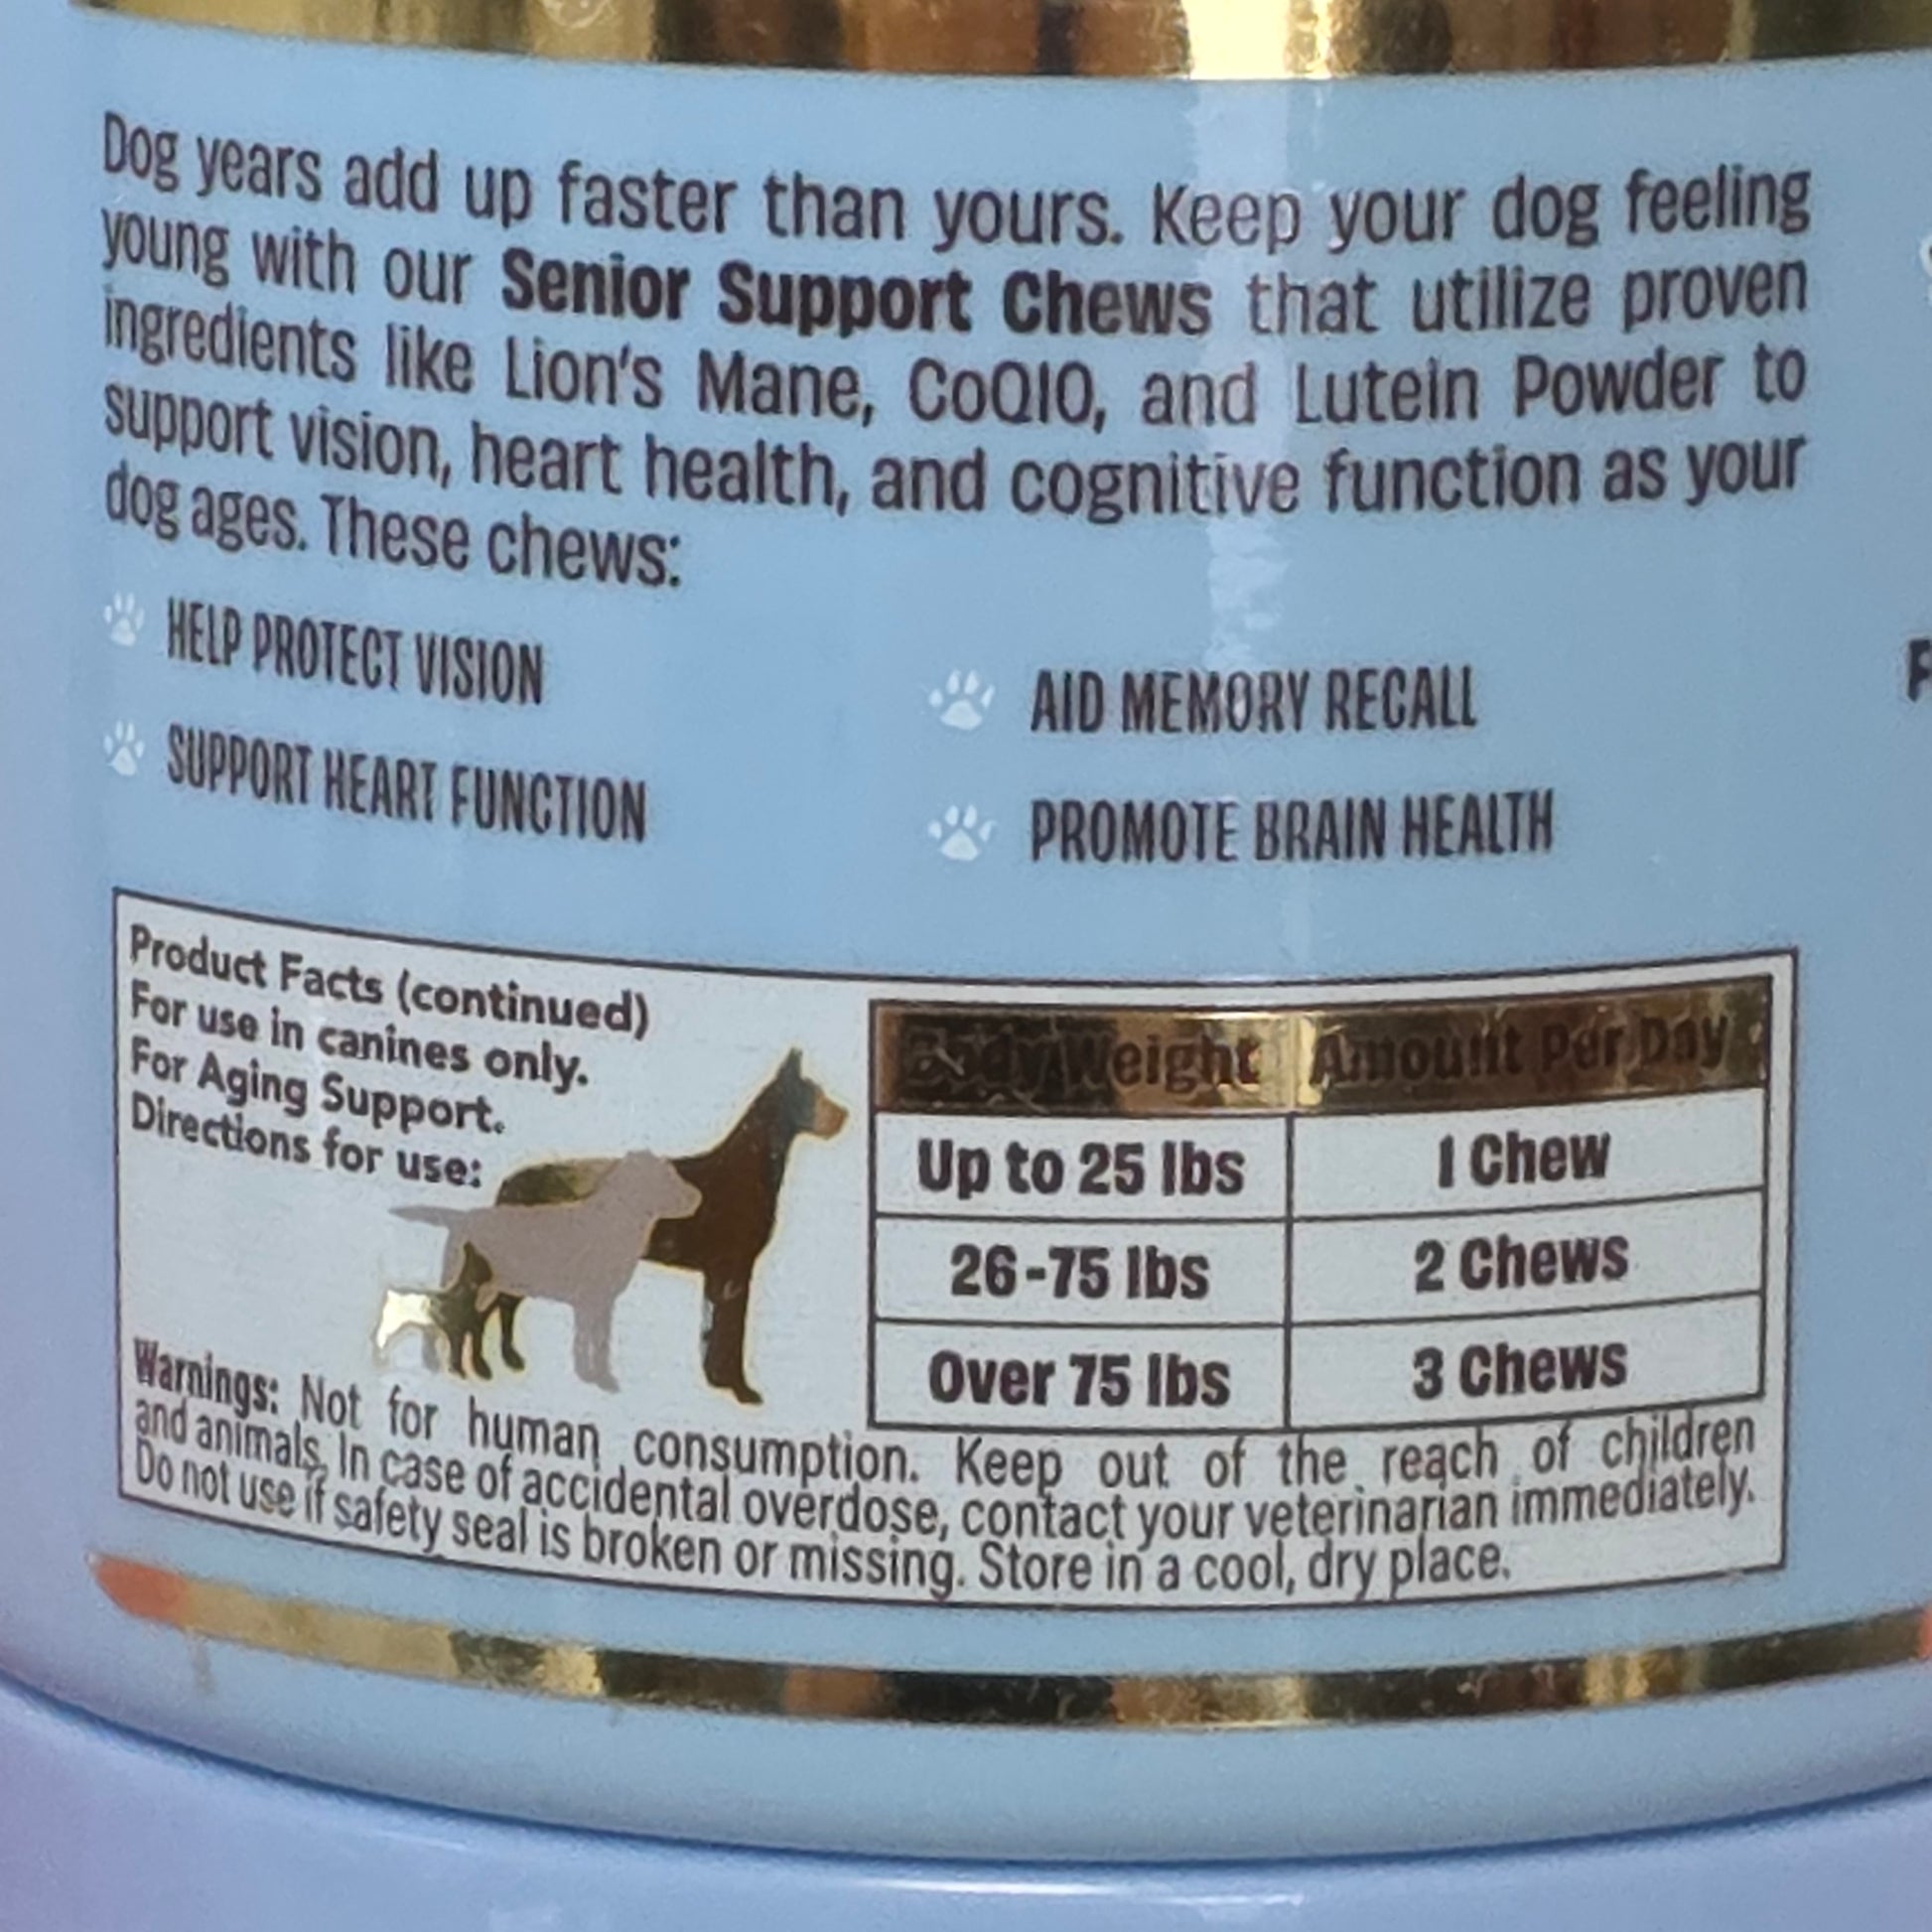 Dog years add up faster than yours. Keep your dog feeling
young with our Senior Support Chews that utilize proven
ingredients like Lion's Mane, CoQ10, and Lutein Powder to
support vision, heart health, and cognitive function as your
dog ages. These chews:
HELP PROTECT VISION
SUPPORT HEART FUNCTION
AID MEMORY RECALL
PROMOTE BRAIN HEALTH
Product Facts (continued)
For use in canines only.
For Aging Support.
Directions for use:
Body Weight Amount Per Day
Up to 25 lbs 1 Chew
26-75 lbs 2 Chews
Over 75 lbs 3 Chews
Warnings: Not for human consumption. Keep out of the reach of children
and animals. In case of accidental overdose, contact your veterinarian immediately.
Do not use if safety seal is broken or missing. Store in a cool, dry place.